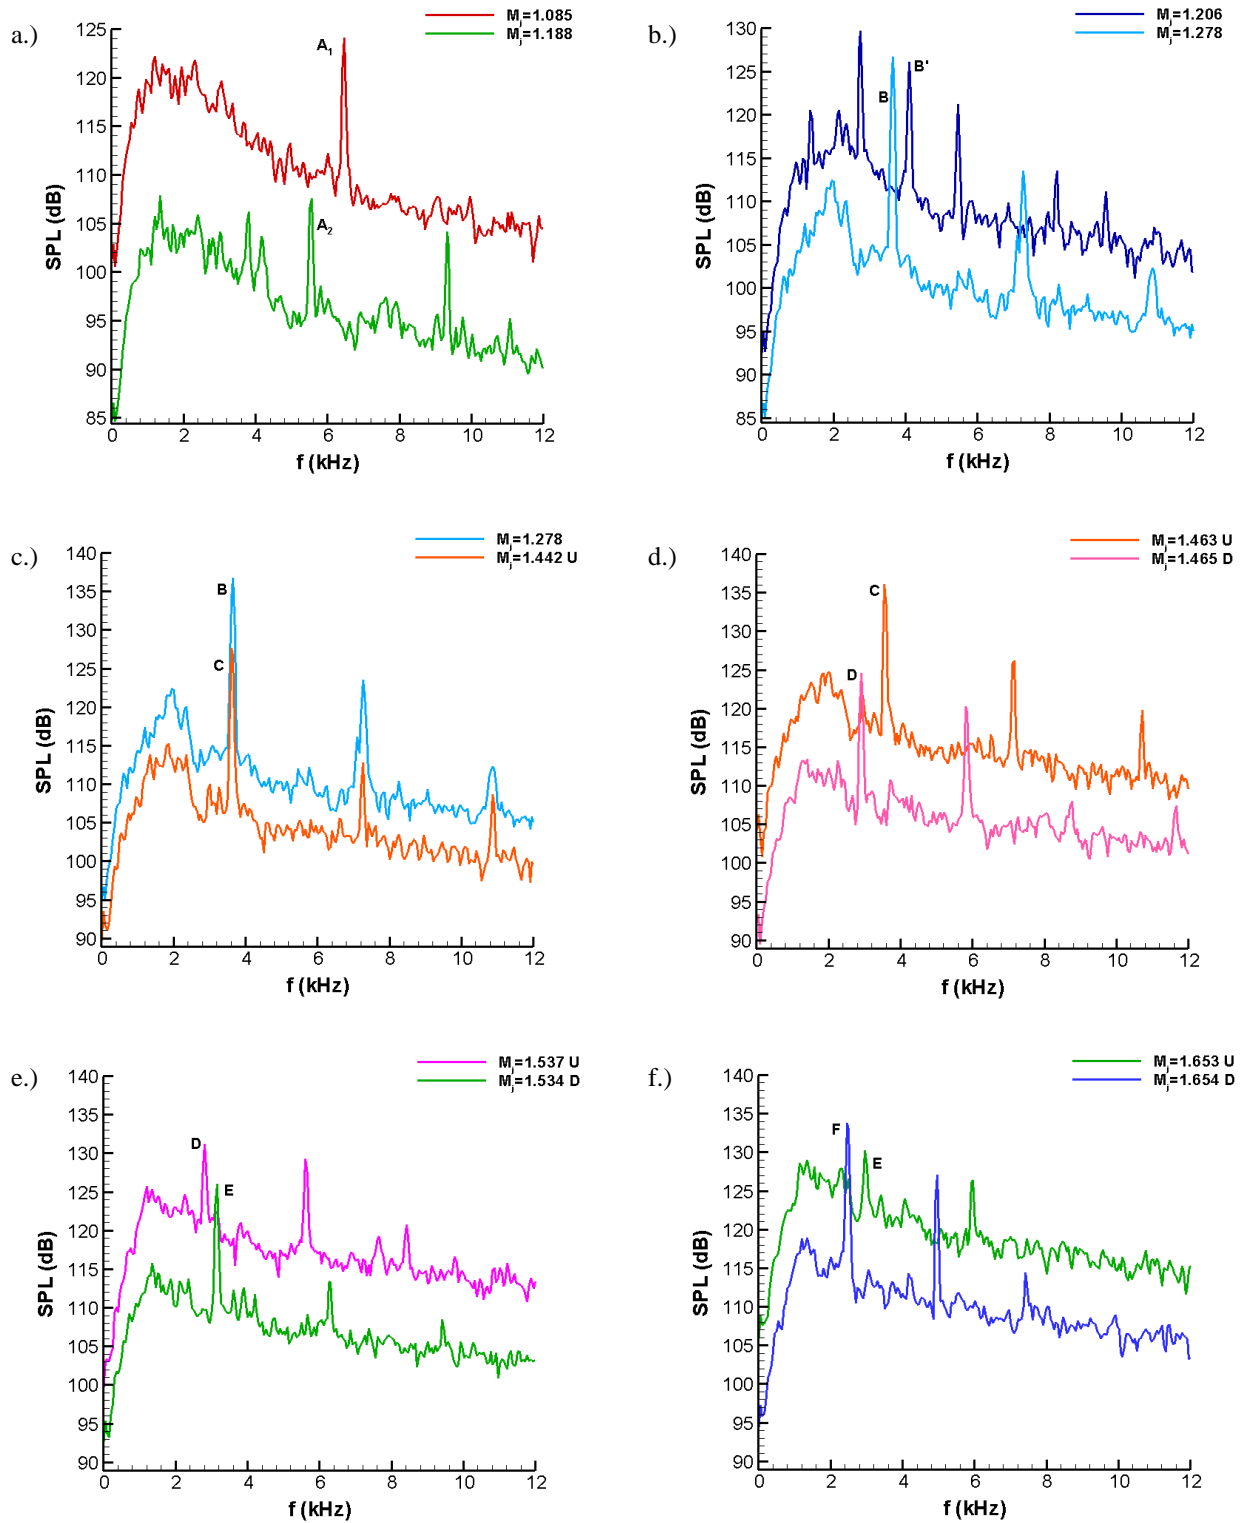 a.)
Mj=1.085
Mj=1.188
125
120
115
110
105
100
95
90
85
SPL (dB)
A1
A2
0 2 4 6 8 10 12
f (kHz)
b.)
Mj=1.206
Mj=1.278
130
125
120
115
110
105
100
95
90
85
SPL (dB)
B'
B
0 2 4 6 8 10 12
f (kHz)
c.)
Mj=1.278
Mj=1.442 U
140
135
130
125
120
115
110
105
100
95
90
SPL (dB)
B
C
0 2 4 6 8 10 12
f (kHz)
d.)
Mj=1.463 U
Mj=1.465 D
140
135
130
125
120
115
110
105
100
95
90
SPL (dB)
C
D
0 2 4 6 8 10 12
f (kHz)
e.)
Mj=1.537 U
Mj=1.534 D
140
135
130
125
120
115
110
105
100
95
90
SPL (dB)
D
E
0 2 4 6 8 10 12
f (kHz)
f.)
Mj=1.653 U
Mj=1.654 D
140
135
130
125
120
115
110
105
100
95
90
SPL (dB)
F
E
0 2 4 6 8 10 12
f (kHz)